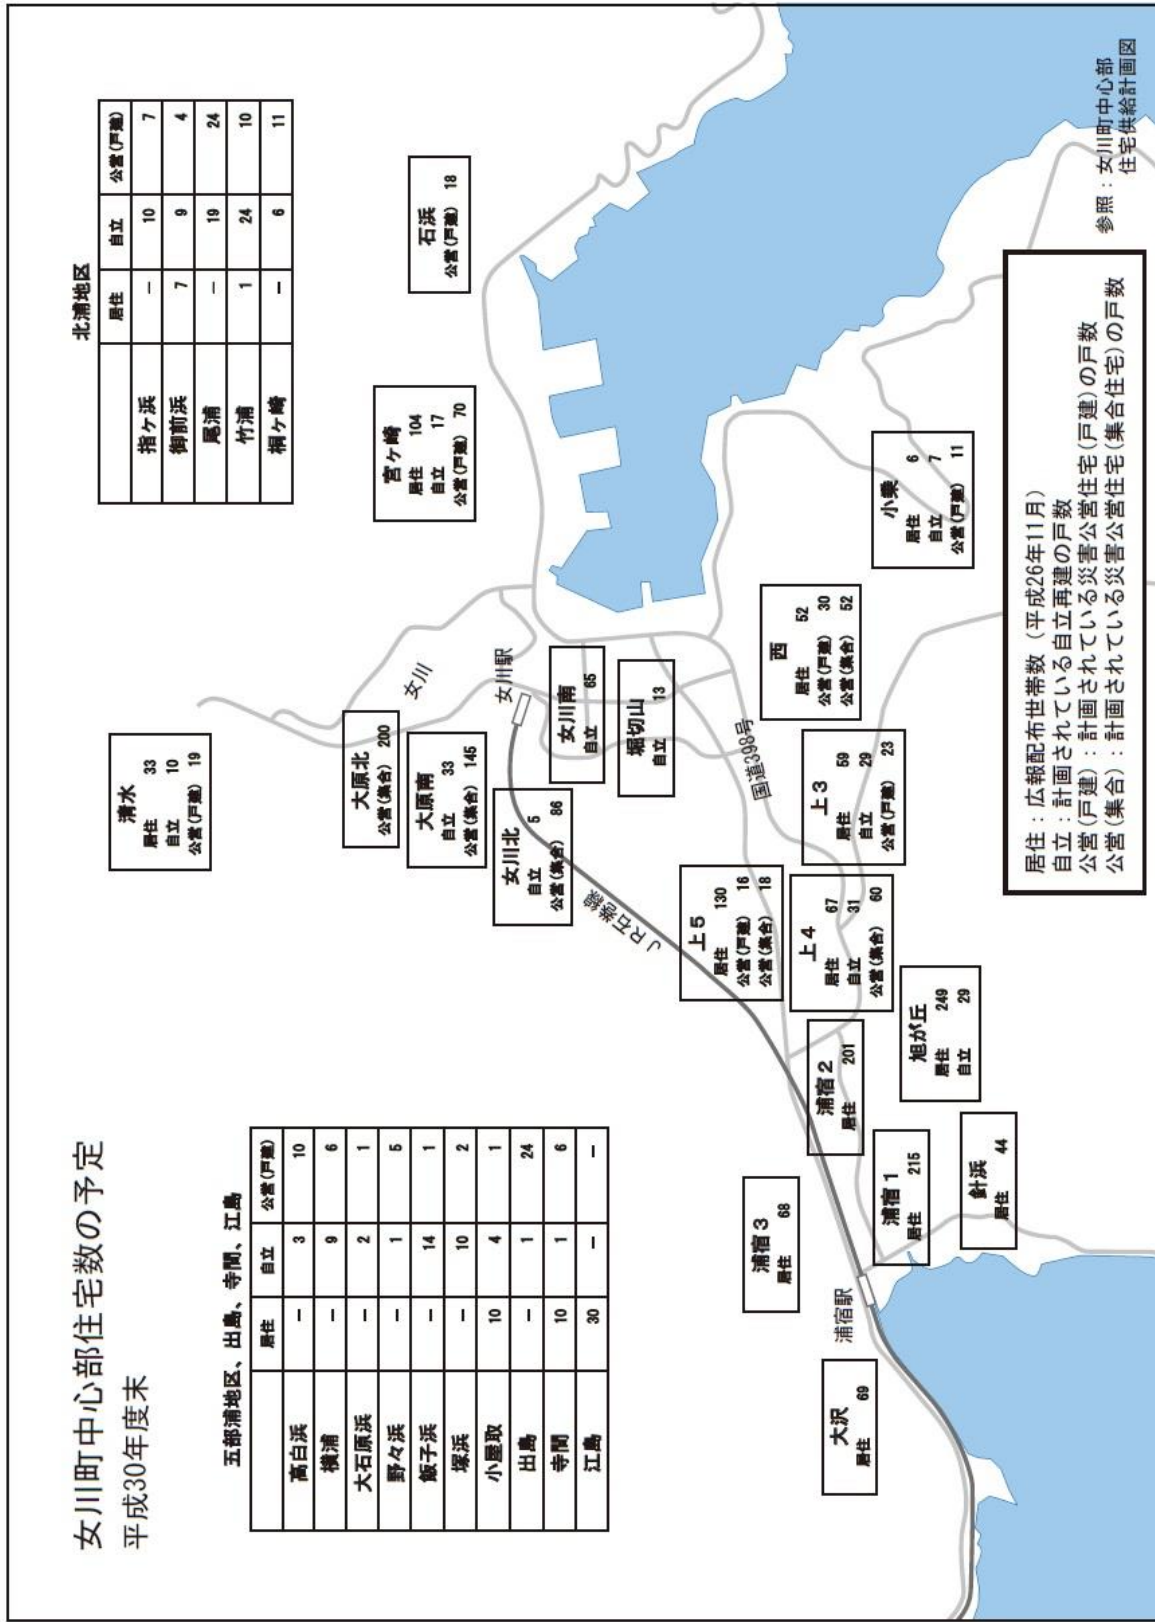 女川町中心部住宅数の予定
平成30年度末
五部浦地区、出島、寺間、江島
居住 自立 公営(戸建)
高白浜 － 3 10
横浦 － 9 6
大石原浜 － 2 1
野々浜 － 1 5
飯子浜 － 14 1
塚浜 － 10 2
小屋取 10 4 1
出島 － 1 24
寺間 10 1 6
江島 30 － －
北浦地区
居住 自立 公営(戸建)
指ヶ浜 － 10 7
御前浜 7 9 4
尾浦 － 19 24
竹浦 1 24 10
桐ヶ崎 － 6 11
清水
居住 33
自立 10
公営(戸建) 19
大原北
公営(集合) 200
大原南
自立 33
公営(集合) 145
女川北
自立 5
公営(集合) 86
女川
女川駅
女川南
自立 65
堀切山
自立 13
宮ヶ崎
居住 104
自立 17
公営(戸建) 70
石浜
公営(戸建) 18
JR石巻線
国道398号
上5
居住 130
公営(戸建) 16
公営(集合) 18
上4
居住 67
自立 31
公営(集合) 60
上3
居住 59
自立 29
公営(戸建) 23
西
居住 52
公営(戸建) 30
公営(集合) 52
小乗
居住 6
自立 7
公営(戸建) 11
大沢
居住 69
浦宿駅
浦宿3
居住 68
浦宿2
居住 201
浦宿1
居住 215
旭が丘
居住 249
自立 29
針浜
居住 44
居住：広報配布世帯数（平成26年11月）
自立：計画されている自立再建の戸数
公営(戸建)：計画されている災害公営住宅(戸建)の戸数
公営(集合)：計画されている災害公営住宅(集合住宅)の戸数
参照：女川町中心部
住宅供給計画図